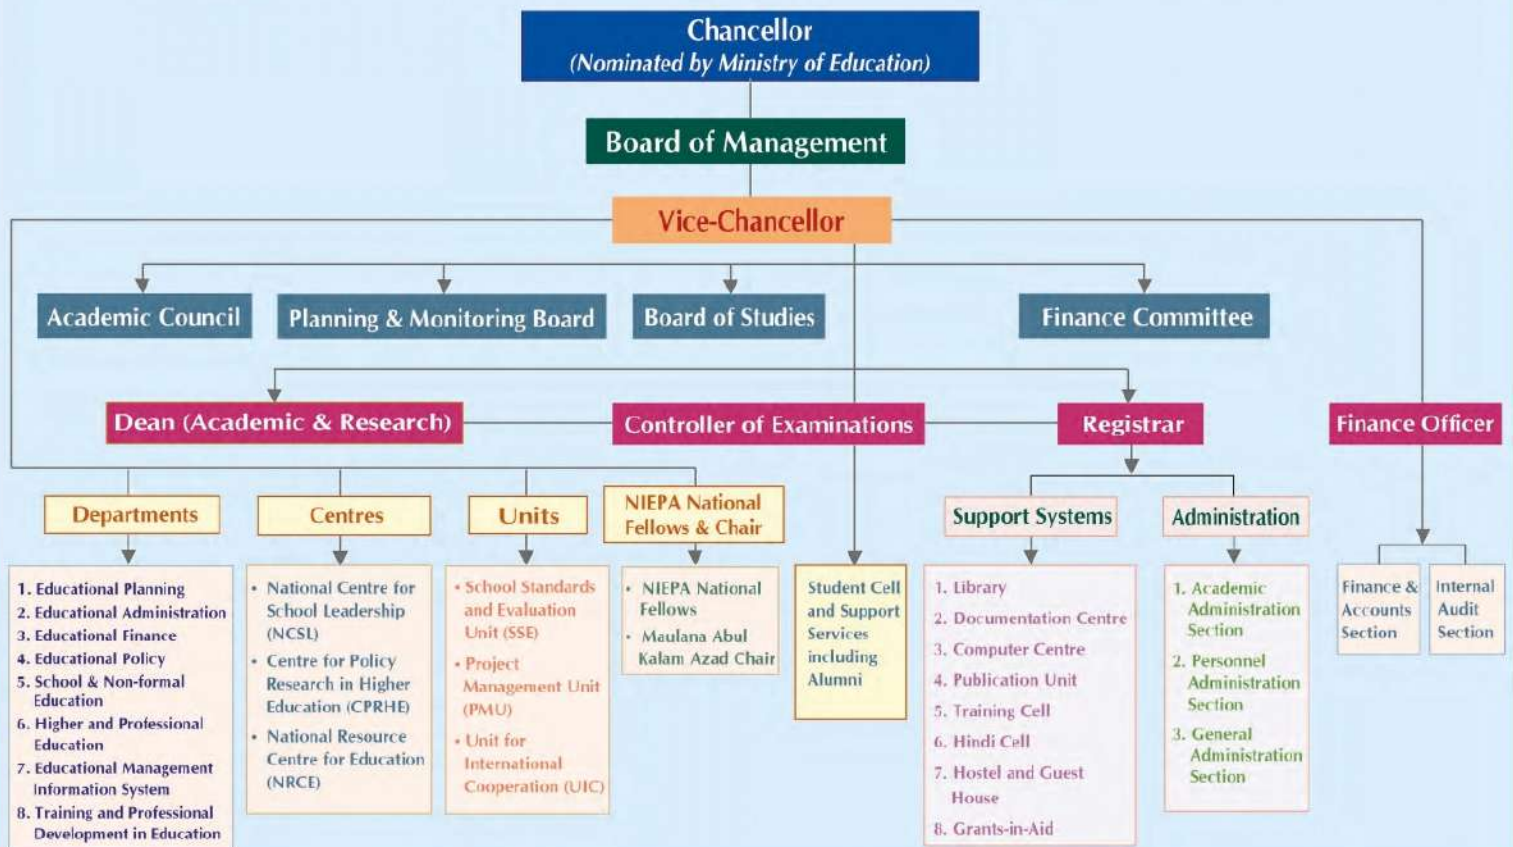 Chancellor
(Nominated by Ministry of Education)
Board of Management
Vice-Chancellor
Academic Council
Planning & Monitoring Board
Board of Studies
Finance Committee
Dean (Academic & Research)
Controller of Examinations
Registrar
Finance Officer
Departments
1. Educational Planning
2. Educational Administration
3. Educational Finance
4. Educational Policy
5. School & Non-formal
Education
6. Higher and Professional
Education
7. Educational Management
Information System
8. Training and Professional
Development in Education
Centres
• National Centre for
School Leadership
(NCSL)
• Centre for Policy
Research in Higher
Education (CPRHE)
• National Resource
Centre for Education
(NRCE)
Units
• School Standards
and Evaluation
Unit (SSE)
• Project
Management Unit
(PMU)
• Unit for
International
Cooperation (UIC)
NIEPA National
Fellows & Chair
• NIEPA National
Fellows
• Maulana Abul
Kalam Azad Chair
Student Cell
and Support
Services
including
Alumni
Support Systems
1. Library
2. Documentation Centre
3. Computer Centre
4. Publication Unit
5. Training Cell
6. Hindi Cell
7. Hostel and Guest
House
8. Grants-in-Aid
Administration
1. Academic
Administration
Section
2. Personnel
Administration
Section
3. General
Administration
Section
Finance &
Accounts
Section
Internal
Audit
Section